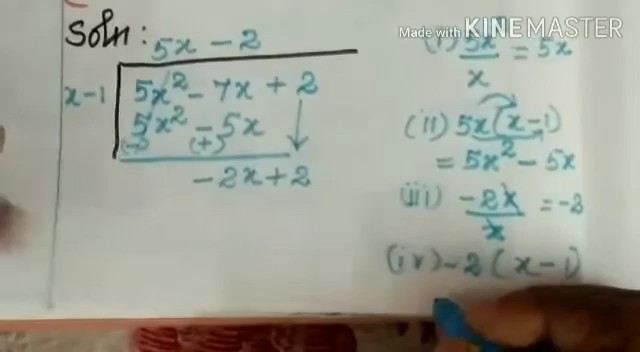 Soln:
5x - 2
x-1 5x² - 7x + 2
5x² - 5x
(-) (+)
-2x+2
Made with KINEMASTER
(i) 5x²/x = 5x
(ii) 5x(x-1)
= 5x² - 5x
(iii) -2x/x = -2
(iv) -2(x-1)